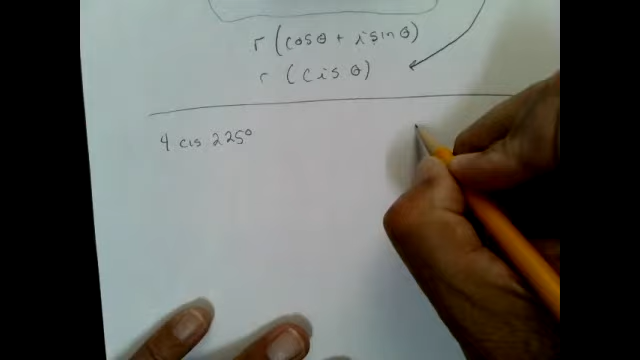 r (cos θ + i sin θ)
r (cis θ)
4 cis 225°